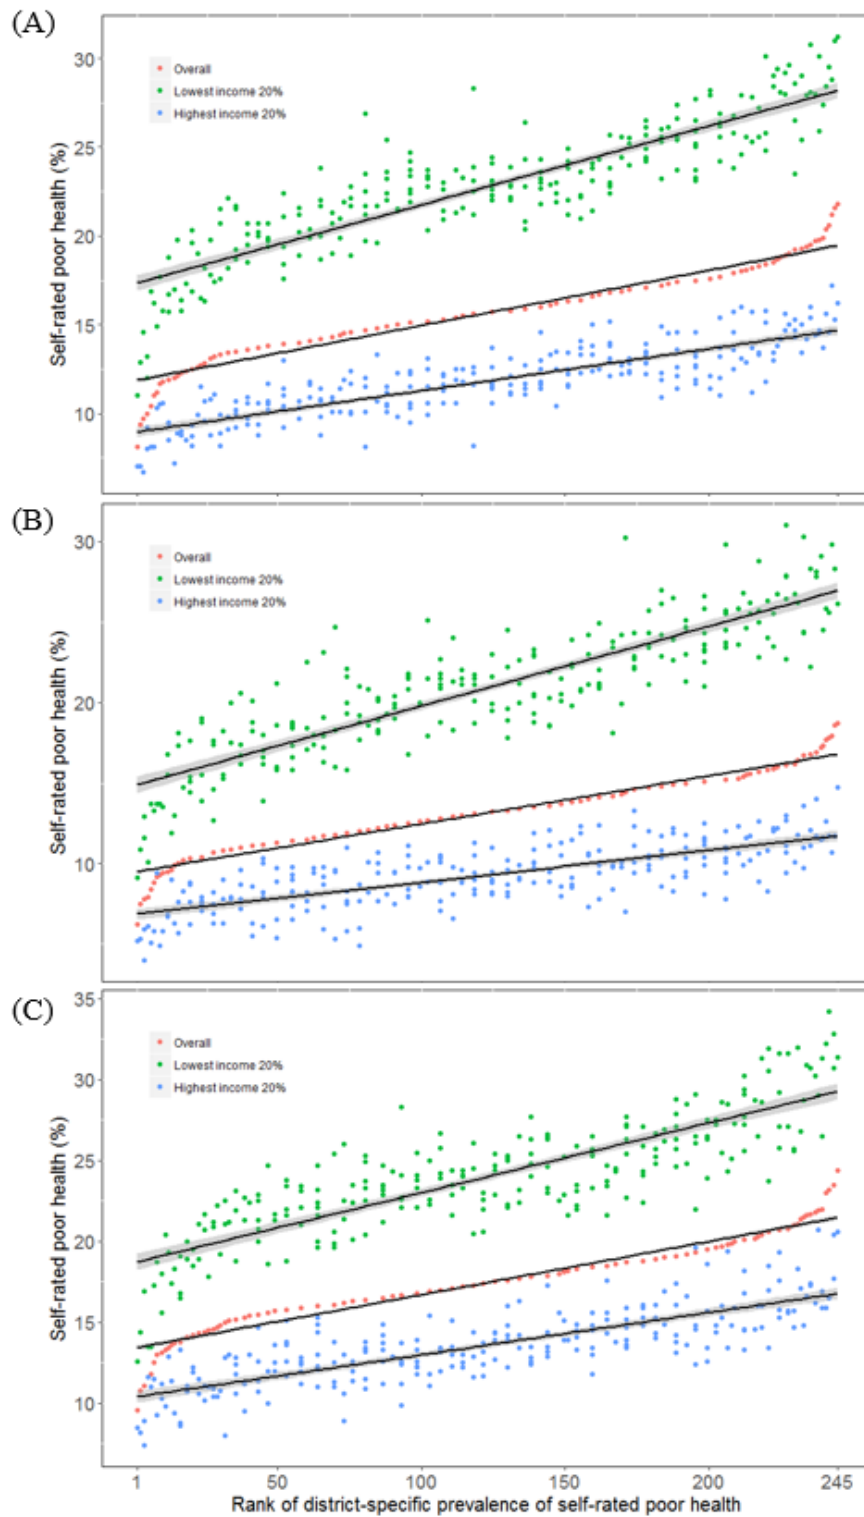 (A)
Self-rated poor health (%)
30
25
20
15
10
Overall
Lowest income 20%
Highest income 20%
(B)
Self-rated poor health (%)
30
20
10
Overall
Lowest income 20%
Highest income 20%
(C)
Self-rated poor health (%)
35
30
25
20
15
10
Overall
Lowest income 20%
Highest income 20%
1 50 100 150 200 245
Rank of district-specific prevalence of self-rated poor health